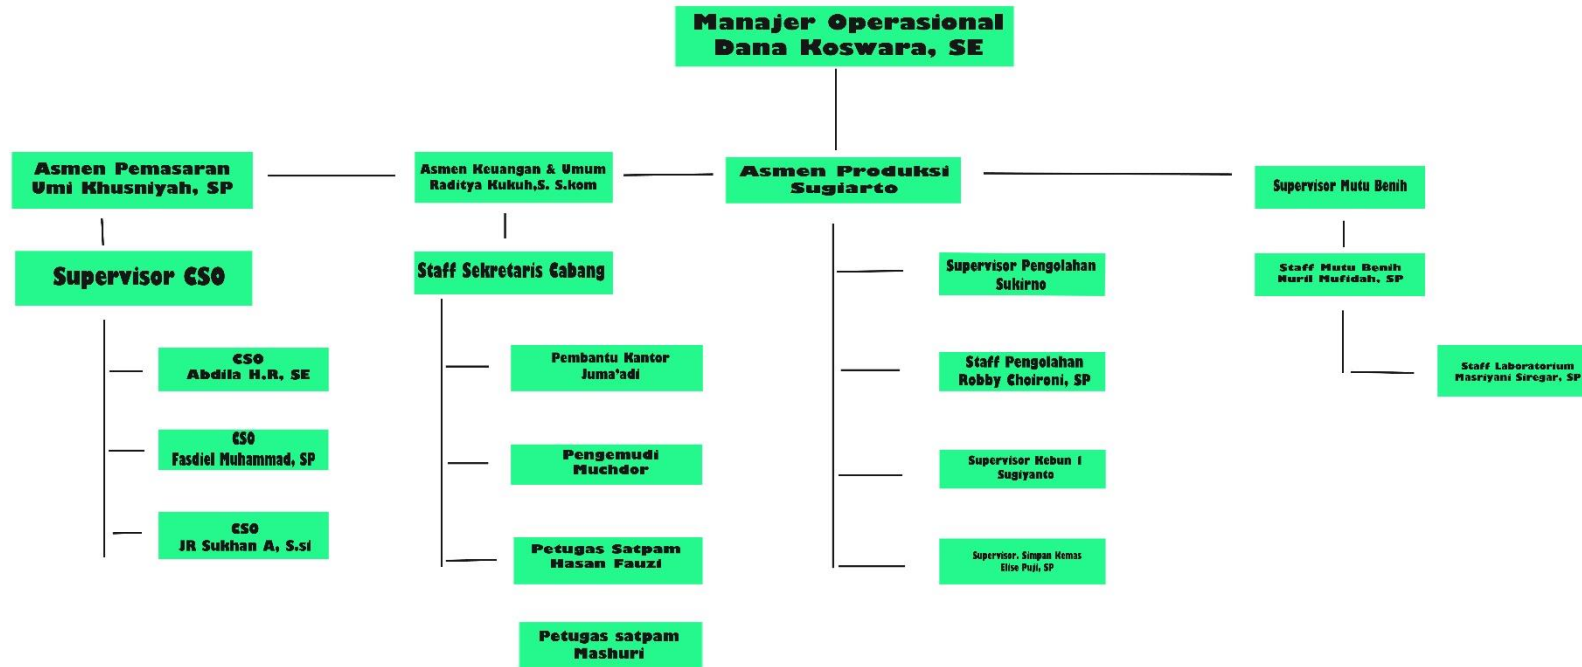 Manajer Operasional
Dana Koswara, SE
Asmen Pemasaran
Umi Khusniyah, SP
Asmen Keuangan & Umum
Raditya Kukuh,S. S.kom
Asmen Produksi
Sugiarto
Supervisor Mutu Benih
Supervisor CSO
Staff Sekretaris Cabang
Supervisor Pengolahan
Sukirno
Staff Mutu Benih
Nuril Mufidah, SP
CSO
Abdila H.R, SE
Pembantu Kantor
Juma'adi
Staff Pengolahan
Robby Choironi, SP
Staff Laboratorium
Masriyani Siregar, SP
CSO
Fasdiel Muhammad, SP
Pengemudi
Muchdor
Supervisor Kebun I
Sugiyanto
CSO
JR Sukhan A, S.si
Petugas Satpam
Hasan Fauzi
Supervisor. Simpan Kemas
Elise Puji, SP
Petugas satpam
Mashuri